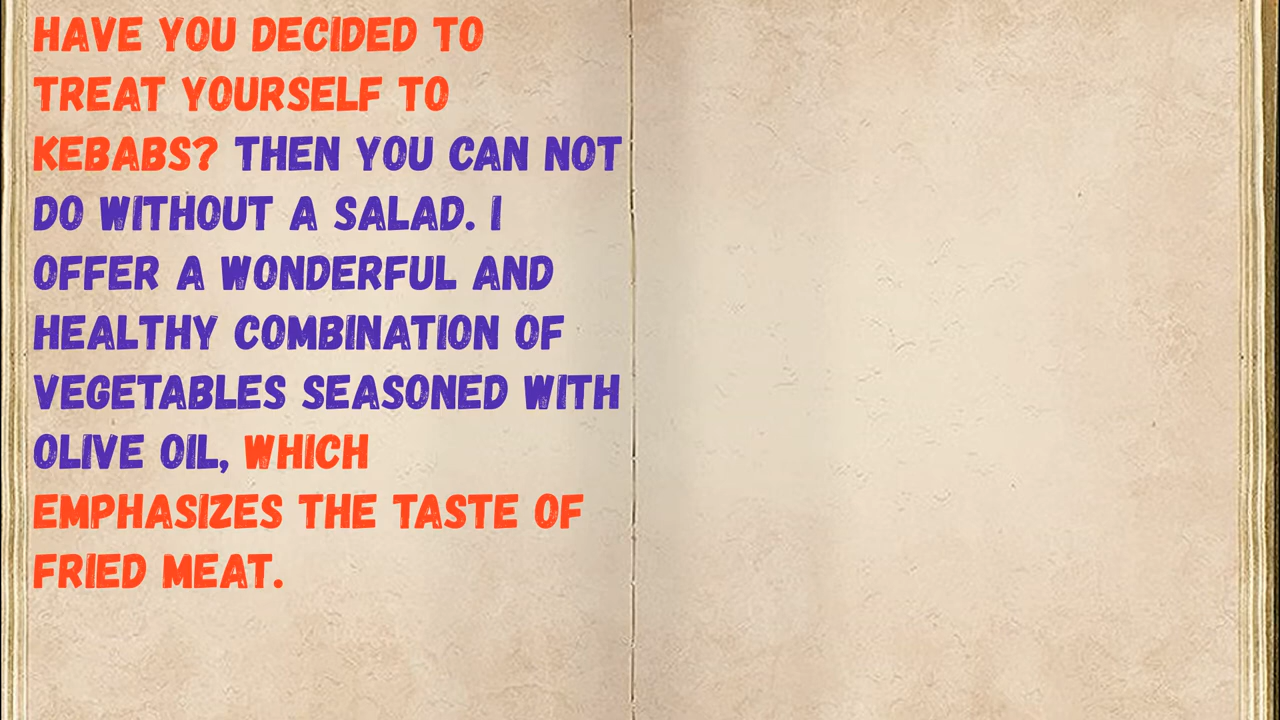 HAVE YOU DECIDED TO
TREAT YOURSELF TO
KEBABS? THEN YOU CAN NOT
DO WITHOUT A SALAD. I
OFFER A WONDERFUL AND
HEALTHY COMBINATION OF
VEGETABLES SEASONED WITH
OLIVE OIL, WHICH
EMPHASIZES THE TASTE OF
FRIED MEAT.